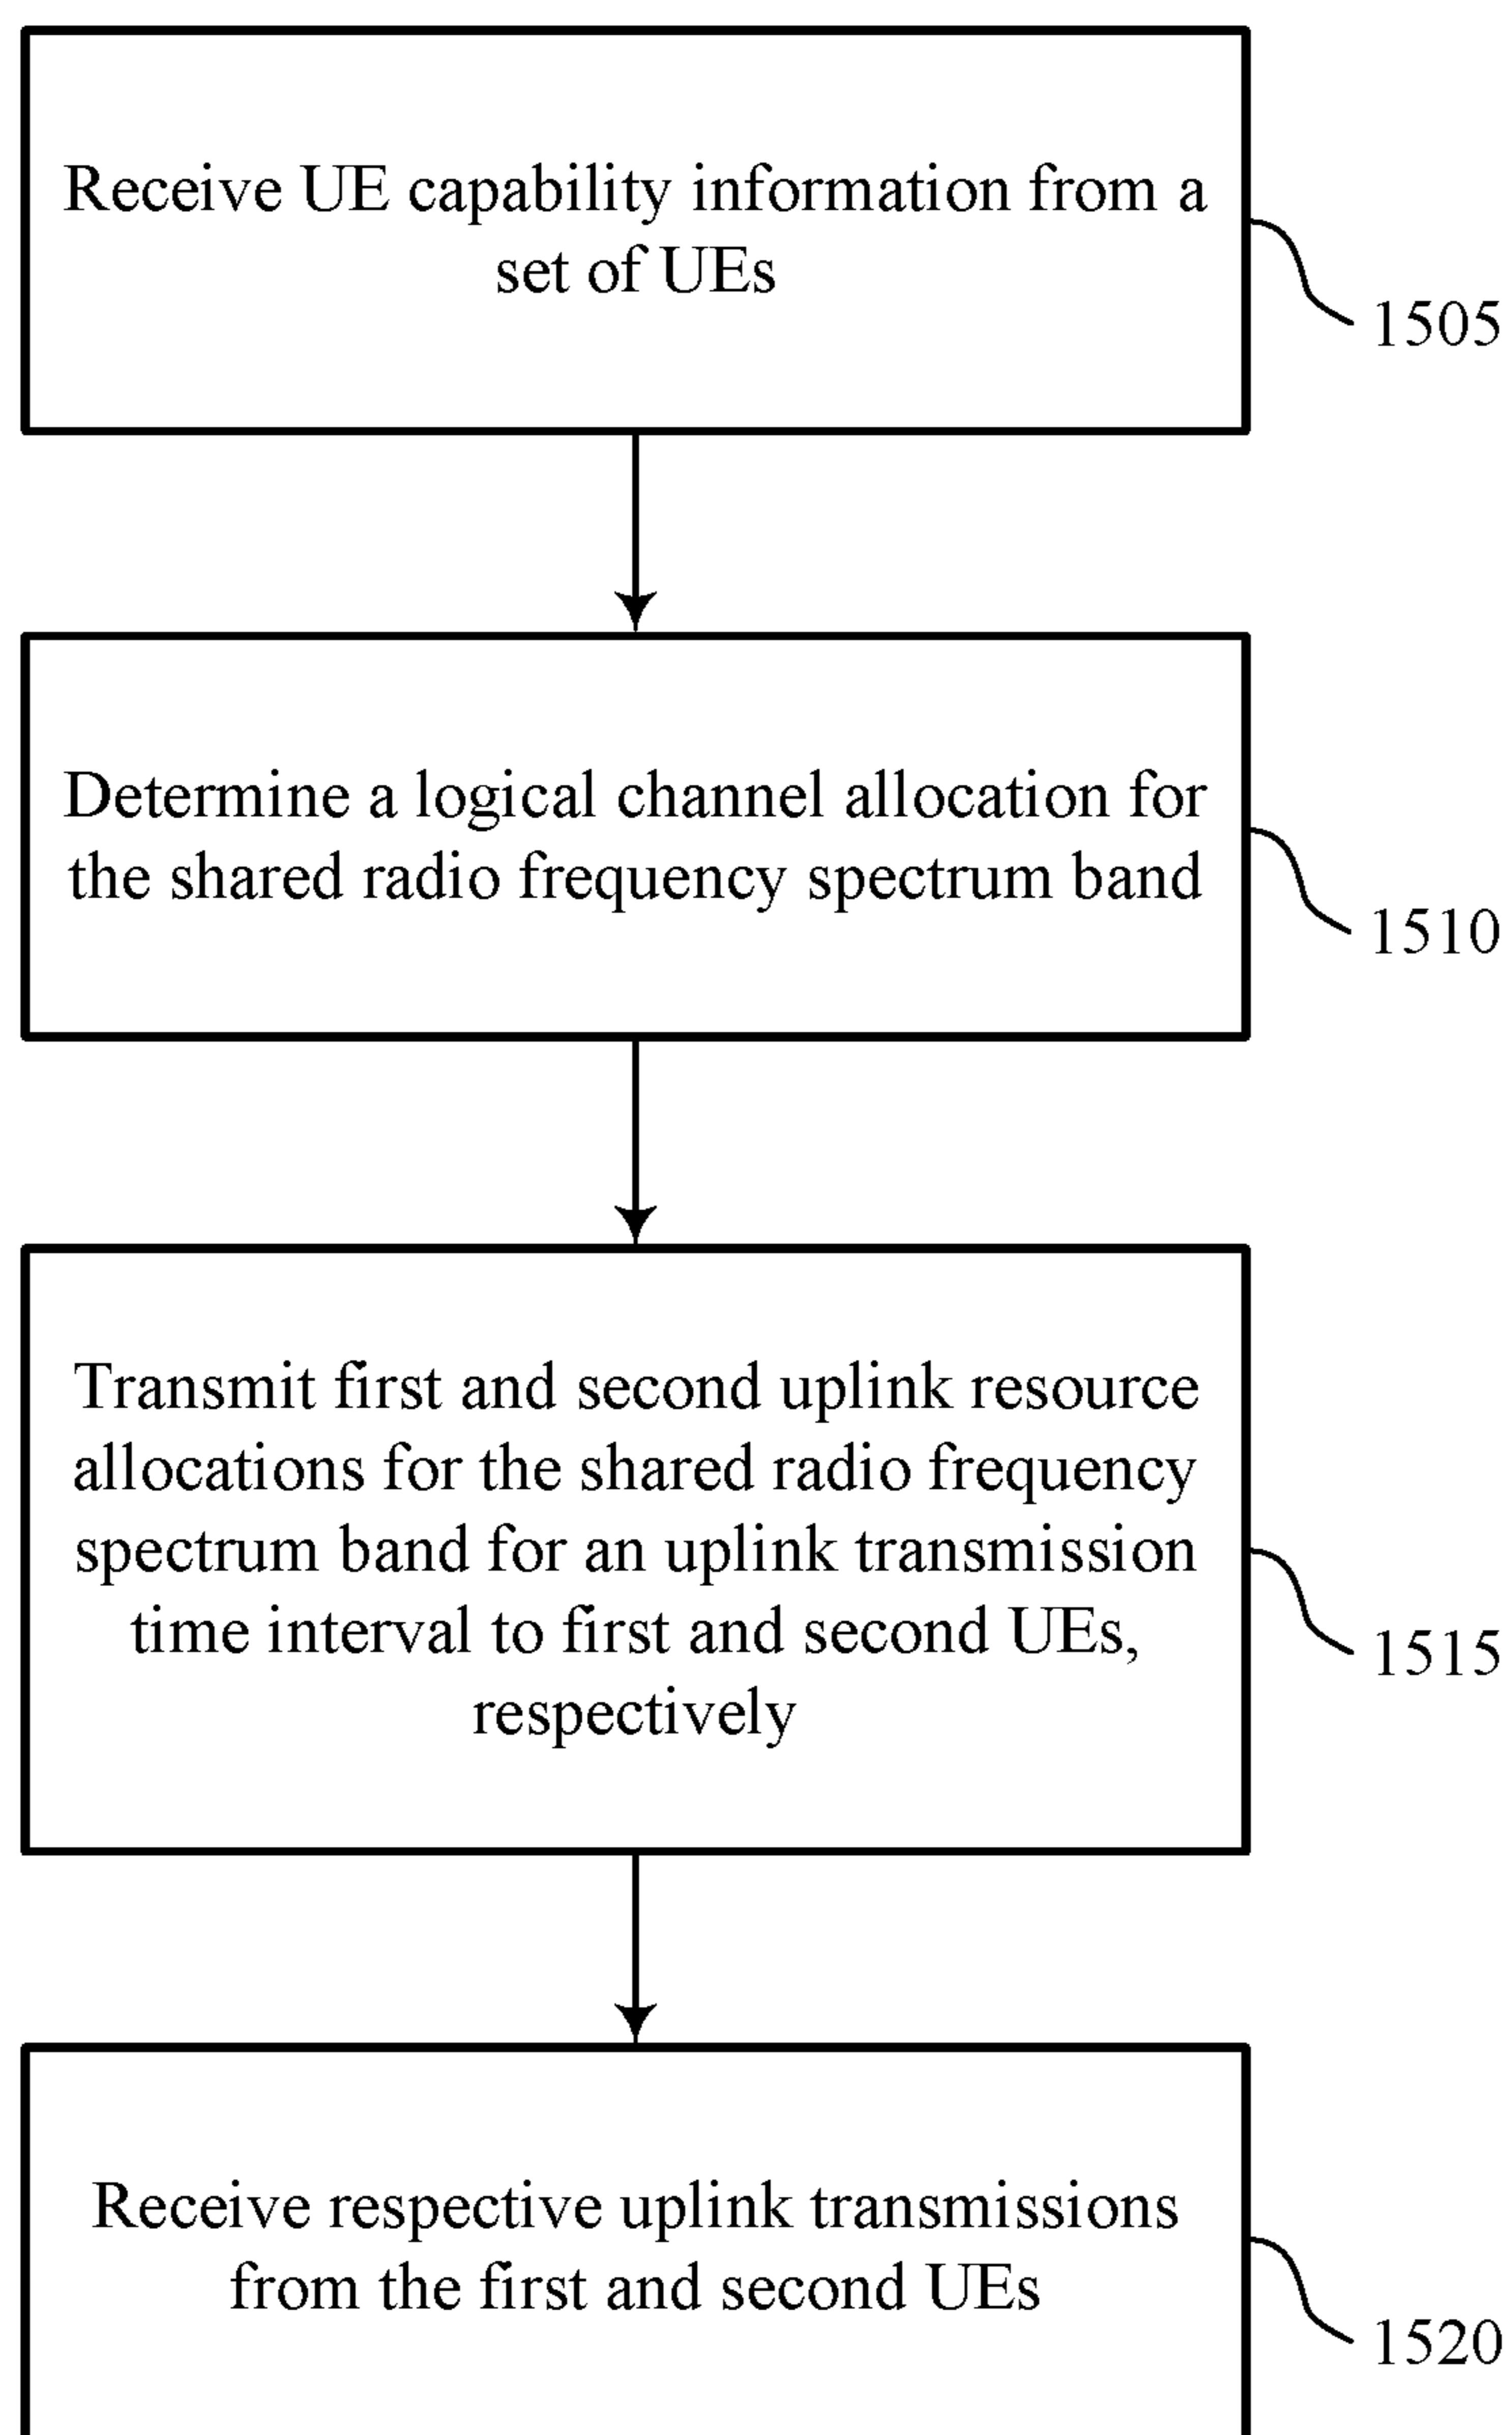 Receive UE capability information from a
set of UEs
1505
Determine a logical channel allocation for
the shared radio frequency spectrum band
1510
Transmit first and second uplink resource
allocations for the shared radio frequency
spectrum band for an uplink transmission
time interval to first and second UEs,
respectively
1515
Receive respective uplink transmissions
from the first and second UEs
1520